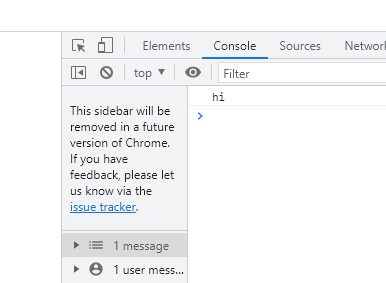 Elements Console Sources Network
top Filter
hi
This sidebar will be
removed in a future
version of Chrome.
If you have
feedback, please let
us know via the
issue tracker.
1 message
1 user mess...